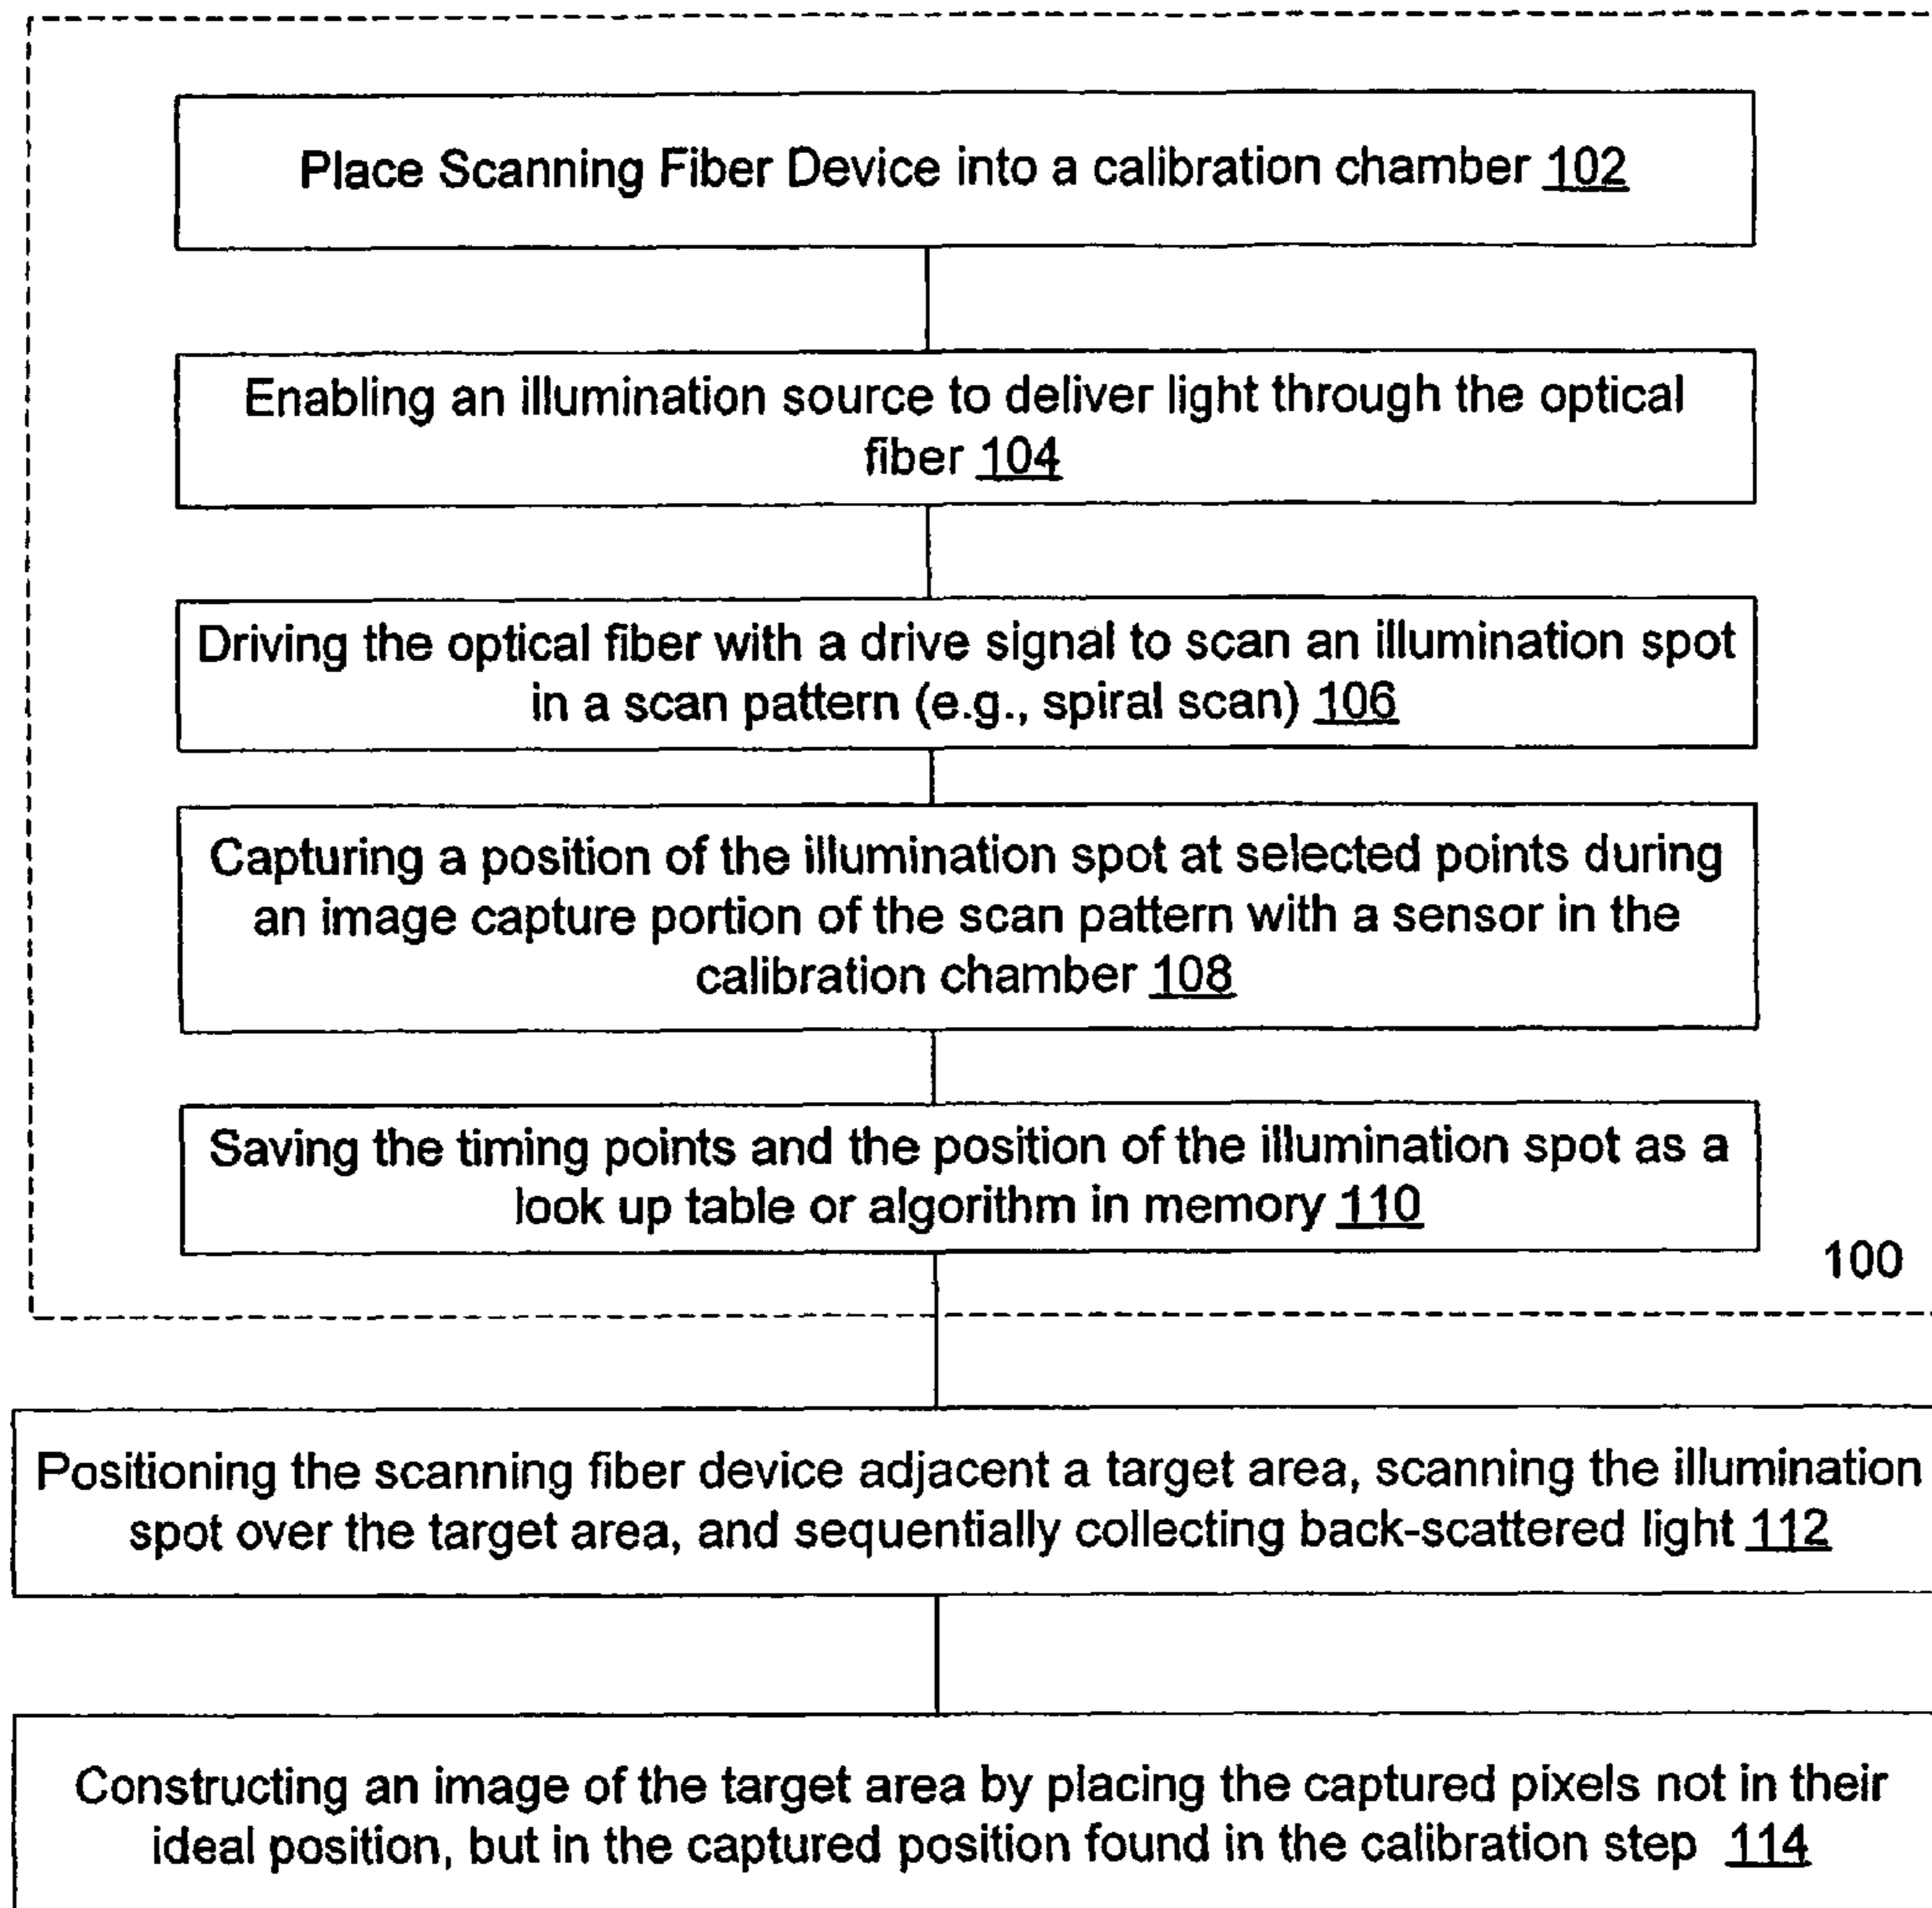 Place Scanning Fiber Device into a calibration chamber 102
Enabling an illumination source to deliver light through the optical
fiber 104
Driving the optical fiber with a drive signal to scan an illumination spot
in a scan pattern (e.g., spiral scan) 106
Capturing a position of the illumination spot at selected points during
an image capture portion of the scan pattern with a sensor in the
calibration chamber 108
Saving the timing points and the position of the illumination spot as a
look up table or algorithm in memory 110
100
Positioning the scanning fiber device adjacent a target area, scanning the illumination
spot over the target area, and sequentially collecting back-scattered light 112
Constructing an image of the target area by placing the captured pixels not in their
ideal position, but in the captured position found in the calibration step 114